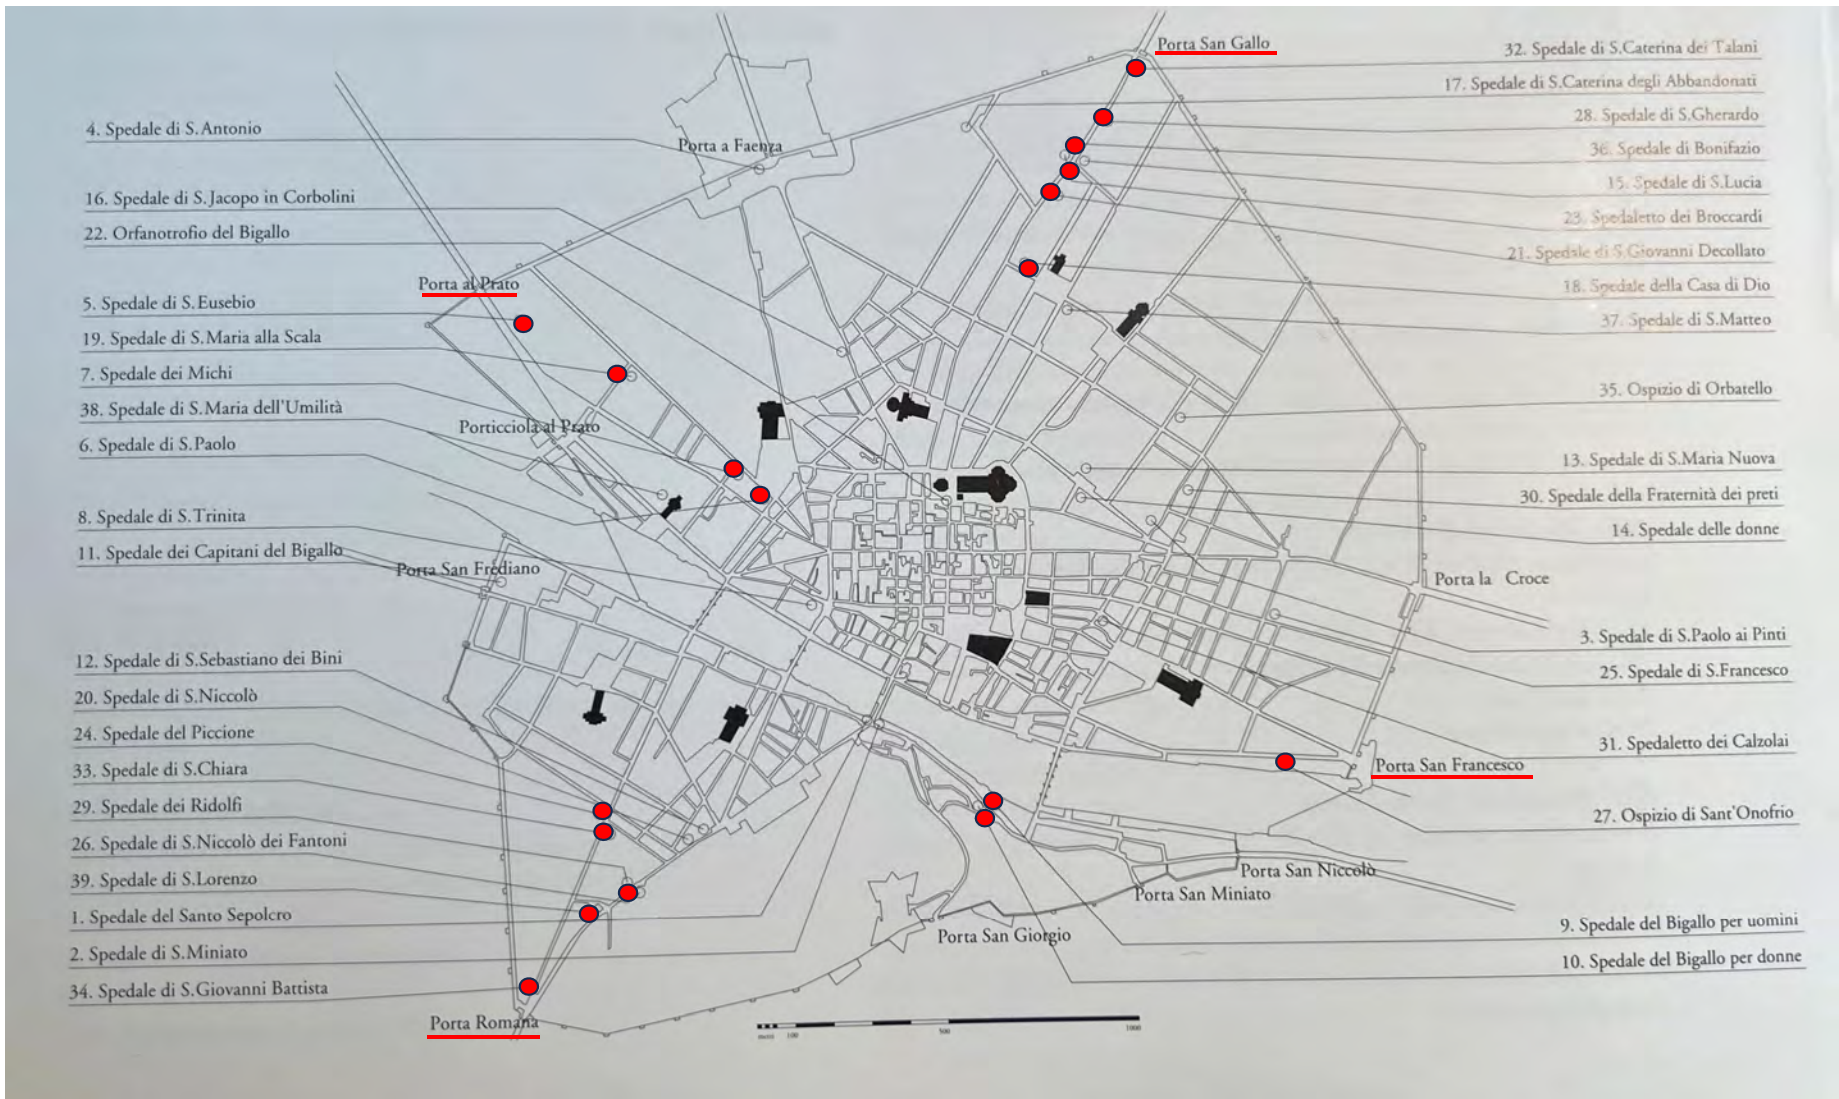 Porta San Gallo
32. Spedale di S.Caterina dei Talani
17. Spedale di S.Caterina degli Abbandonati
28. Spedale di S.Gherardo
36. Spedale di Bonifazio
15. Spedale di S.Lucia
23. Spedaletto dei Broccardi
21. Spedale di S.Giovanni Decollato
18. Spedale della Casa di Dio
37. Spedale di S.Matteo
35. Ospizio di Orbatello
13. Spedale di S.Maria Nuova
30. Spedale della Fraternità dei preti
14. Spedale delle donne
Porta la Croce
3. Spedale di S.Paolo ai Pinti
25. Spedale di S.Francesco
31. Spedaletto dei Calzolai
Porta San Francesco
27. Ospizio di Sant'Onofrio
Porta San Niccolò
Porta San Miniato
9. Spedale del Bigallo per uomini
10. Spedale del Bigallo per donne
Porta San Giorgio
4. Spedale di S.Antonio
Porta a Faenza
16. Spedale di S.Jacopo in Corbolini
22. Orfanotrofio del Bigallo
Porta al Prato
5. Spedale di S.Eusebio
19. Spedale di S.Maria alla Scala
7. Spedale dei Michi
38. Spedale di S.Maria dell'Umilità
Porticciola al Prato
6. Spedale di S.Paolo
8. Spedale di S.Trinita
11. Spedale dei Capitani del Bigallo
Porta San Frediano
12. Spedale di S.Sebastiano dei Bini
20. Spedale di S.Niccolò
24. Spedale del Piccione
33. Spedale di S.Chiara
29. Spedale dei Ridolfi
26. Spedale di S.Niccolò dei Fantoni
39. Spedale di S.Lorenzo
1. Spedale del Santo Sepolcro
2. Spedale di S.Miniato
34. Spedale di S.Giovanni Battista
Porta Romana
metri 100 500 1000